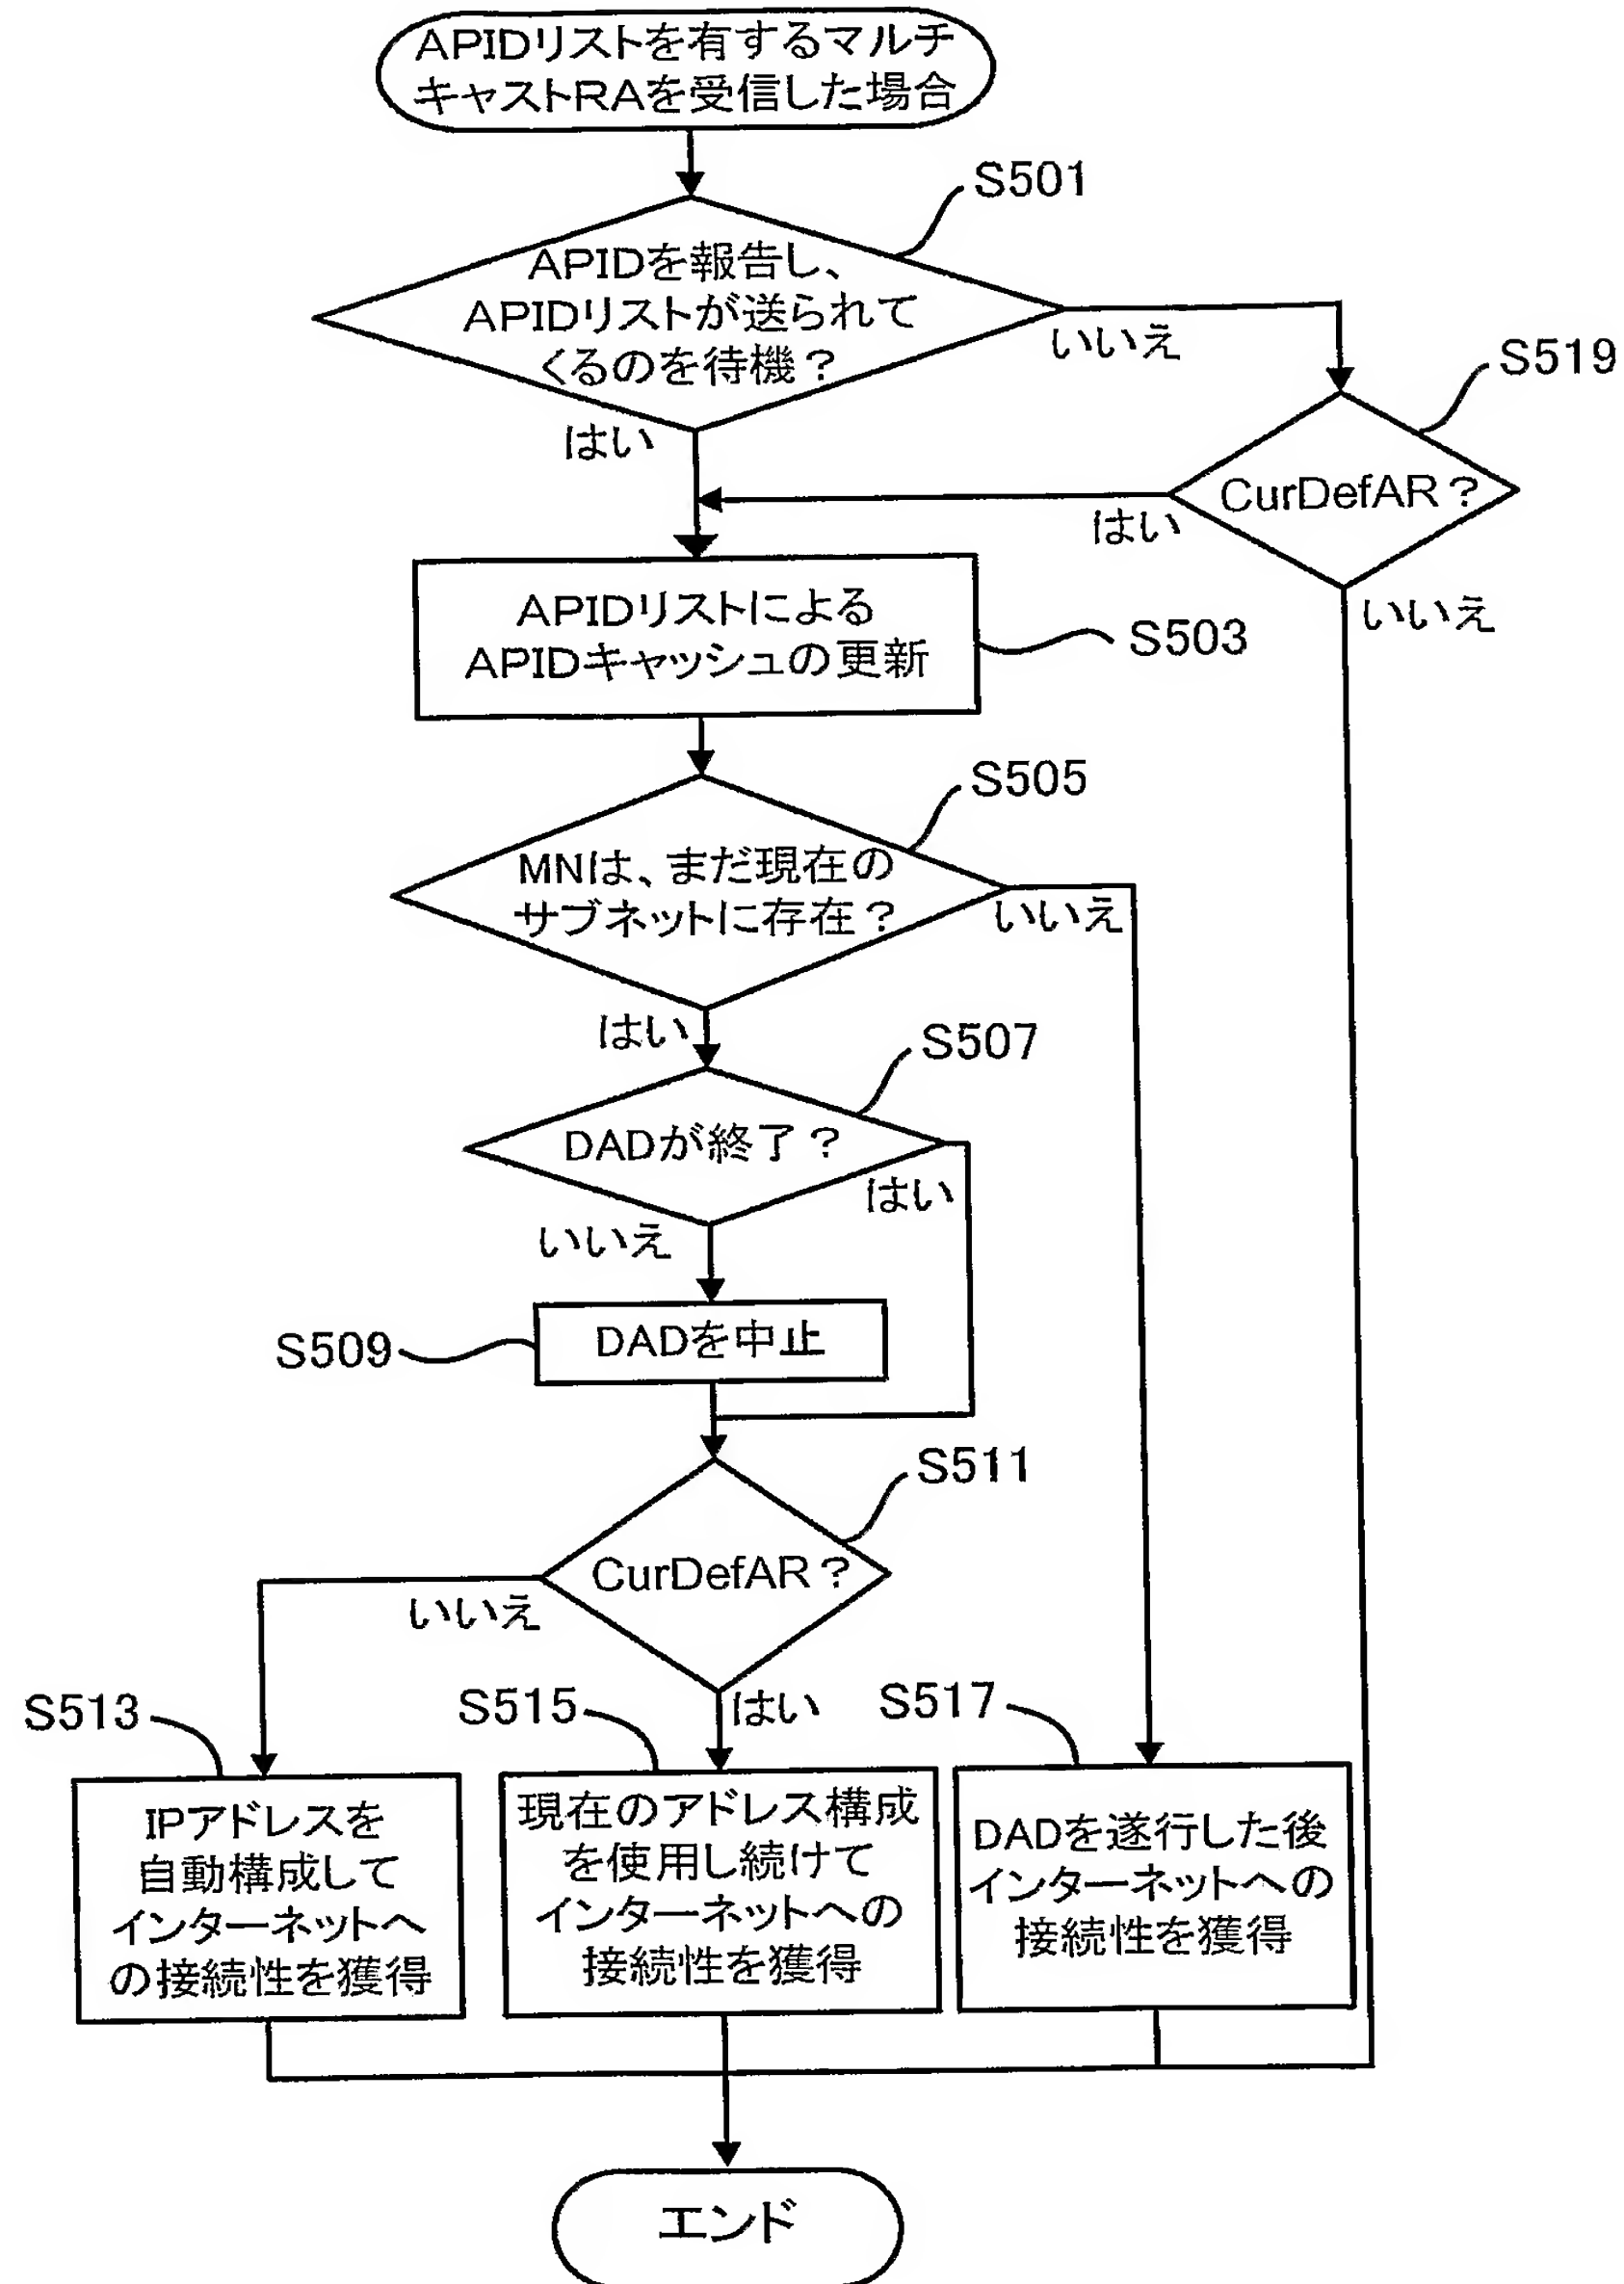 APIDリストを有するマルチ
キャストRAを受信した場合
S501
APIDを報告し、
APIDリストが送られて
くるのを待機？
いいえ
はい
S519
CurDefAR？
はい
いいえ
APIDリストによる
APIDキャッシュの更新
S503
S505
MNは、まだ現在の
サブネットに存在？
いいえ
はい
S507
DADが終了？
はい
いいえ
S509
DADを中止
S511
CurDefAR？
いいえ
はい
S513
IPアドレスを
自動構成して
インターネットへ
の接続性を獲得
S515
現在のアドレス構成
を使用し続けて
インターネットへの
接続性を獲得
S517
DADを遂行した後
インターネットへの
接続性を獲得
エンド